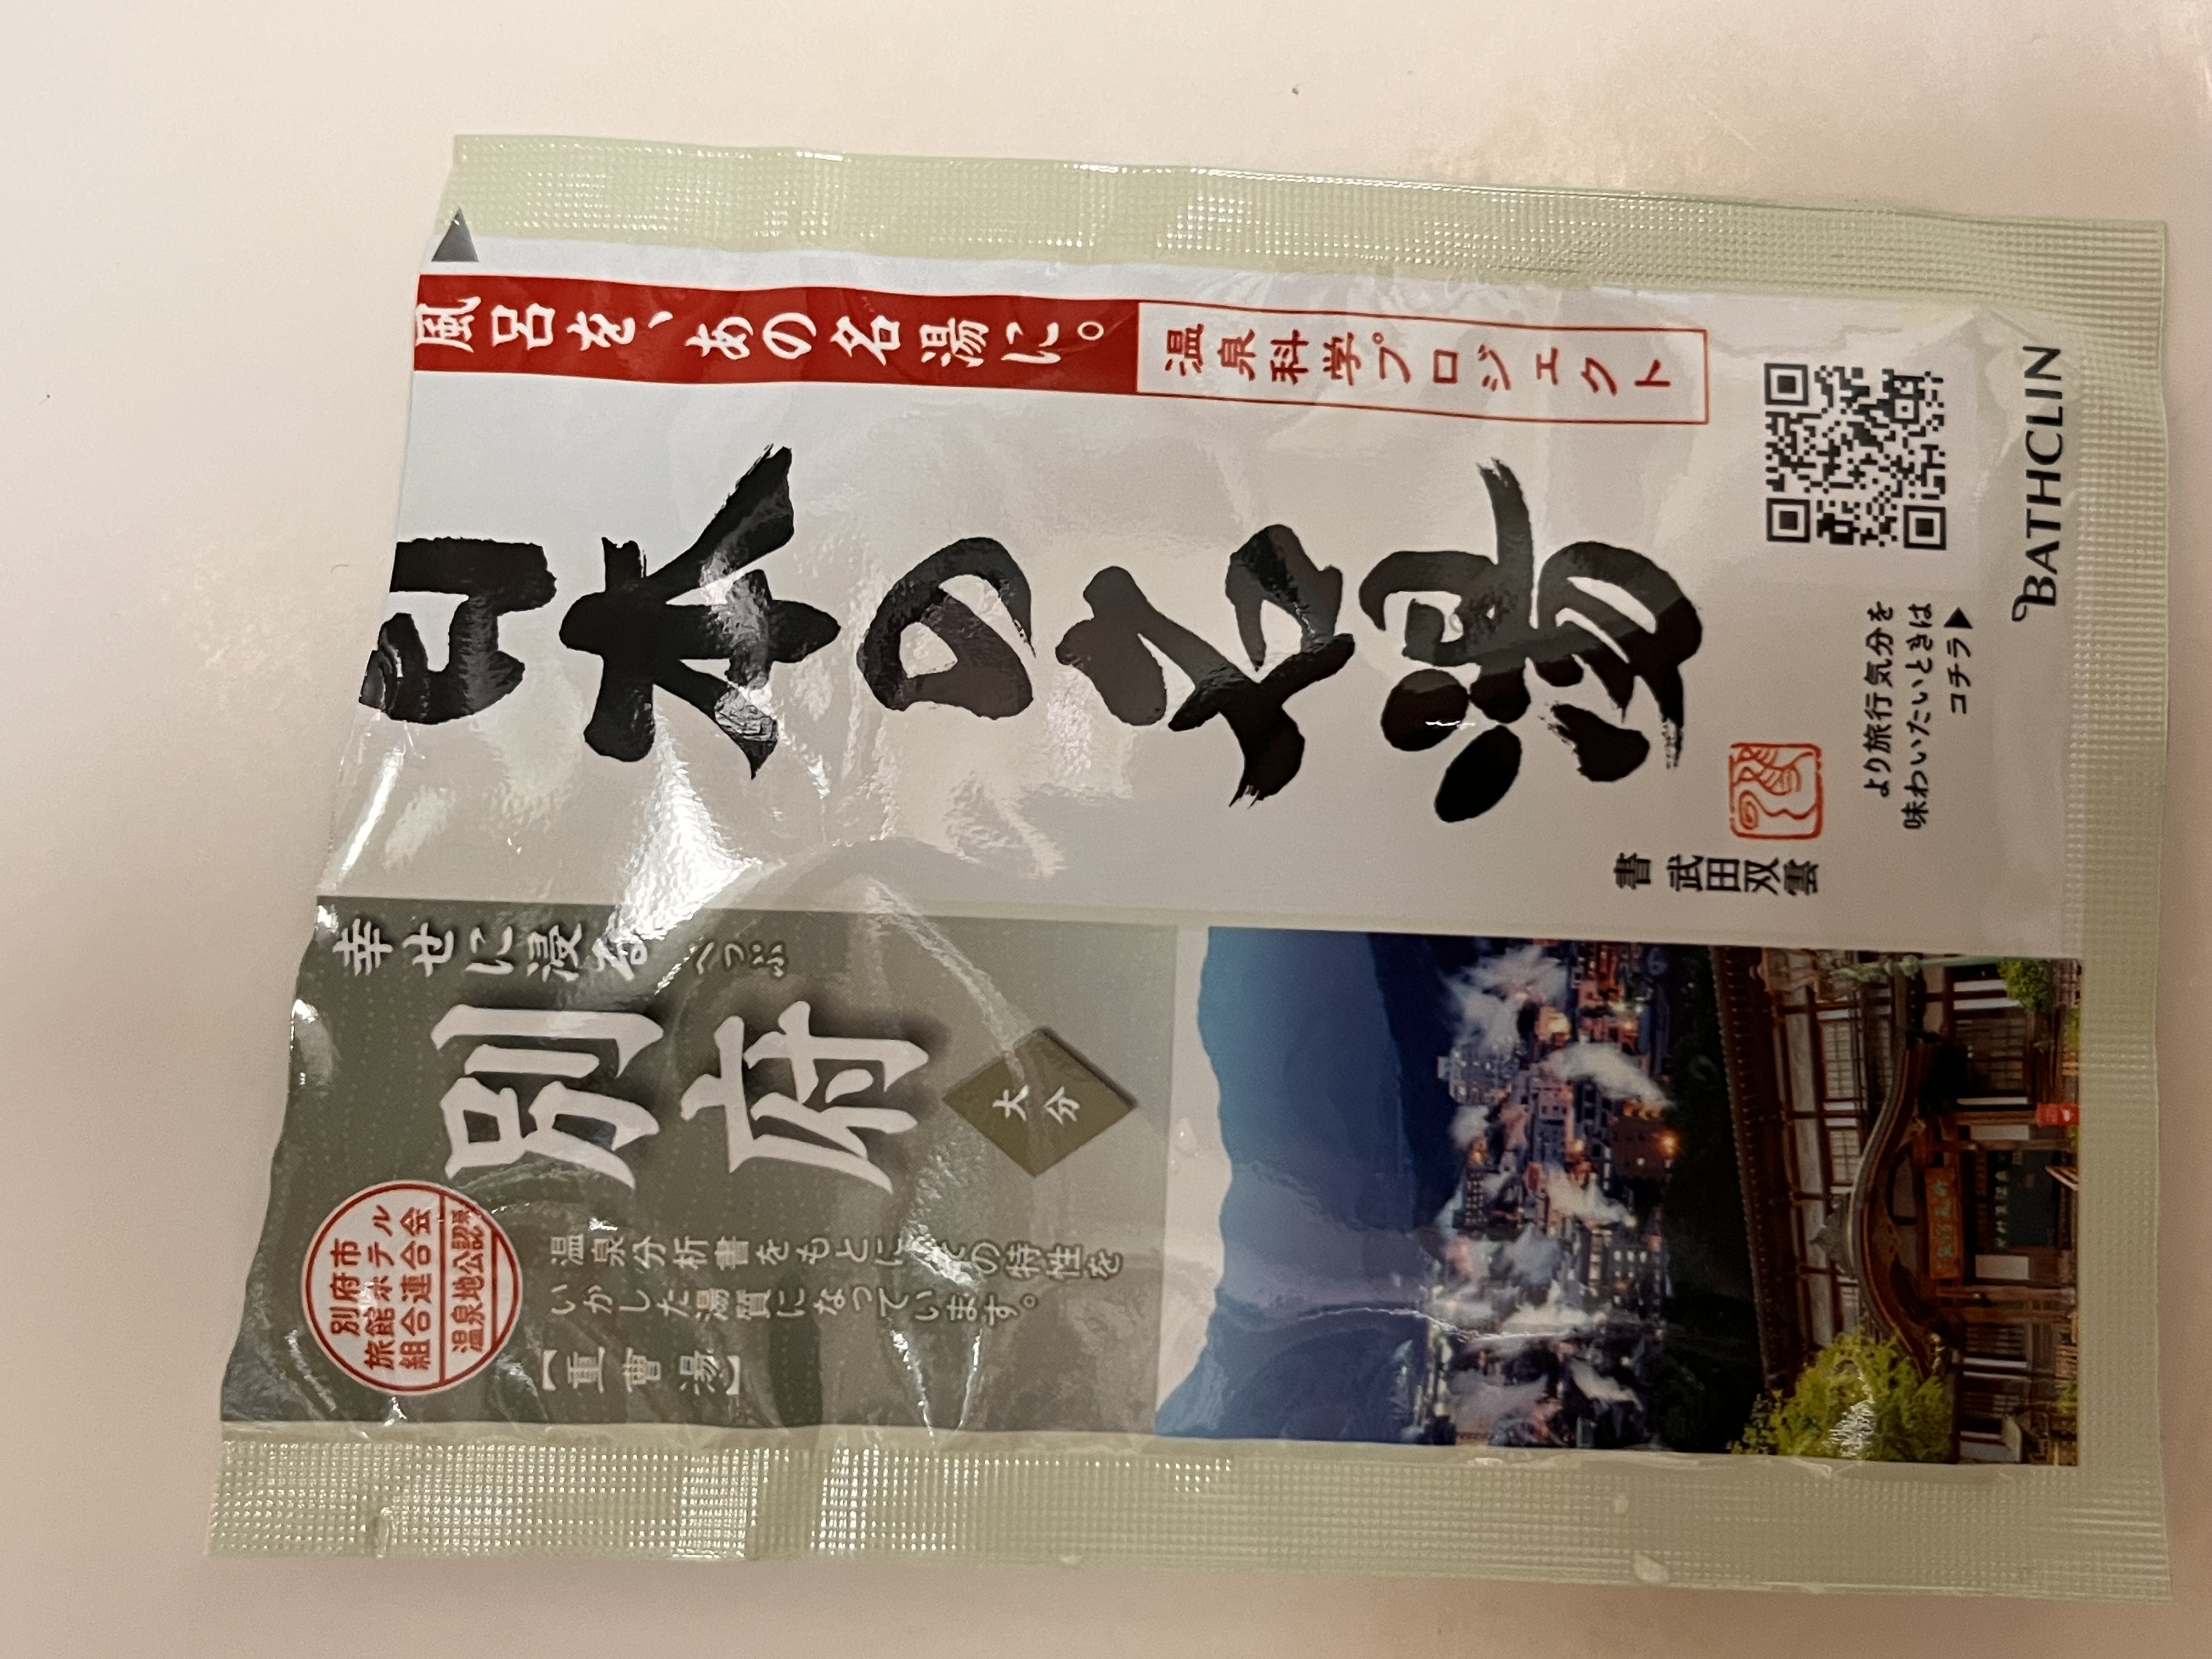 風呂を、あの名湯に。
温泉科学プロジェクト
日本の名湯
書 武田双雲
より旅行気分を
味わいたいときは
コチラ▶
BATHCLIN
幸せに浸る。
べっぷ
別府
大分
別府市
旅館ホテル
組合連合会
温泉地公認
温泉分析書をもとに、その特性を
いかした湯質になっています。
【重曹湯】